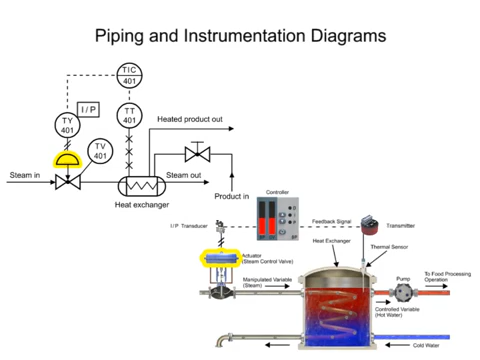 Piping and Instrumentation Diagrams
TIC
401
I / P
TY
401
TT
401
Heated product out
TV
401
Steam in
Steam out
Heat exchanger
Product in
Controller
I / P Transducer
Feedback Signal
Transmitter
Heat Exchanger
Thermal Sensor
Actuator
(Steam Control Valve)
Pump
To Food Processing
Operation
Manipulated Variable
(Steam)
Controlled Variable
(Hot Water)
Cold Water